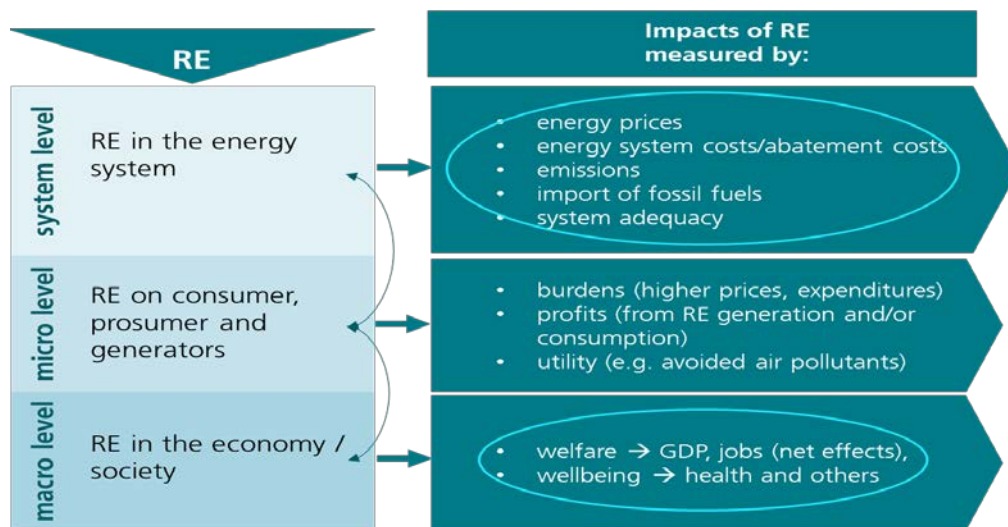 RE
Impacts of RE
measured by:
system level
RE in the energy
system
• energy prices
• energy system costs/abatement costs
• emissions
• import of fossil fuels
• system adequacy
micro level
RE on consumer,
prosumer and
generators
• burdens (higher prices, expenditures)
• profits (from RE generation and/or
consumption)
• utility (e.g. avoided air pollutants)
macro level
RE in the economy /
society
• welfare → GDP, jobs (net effects),
• wellbeing → health and others